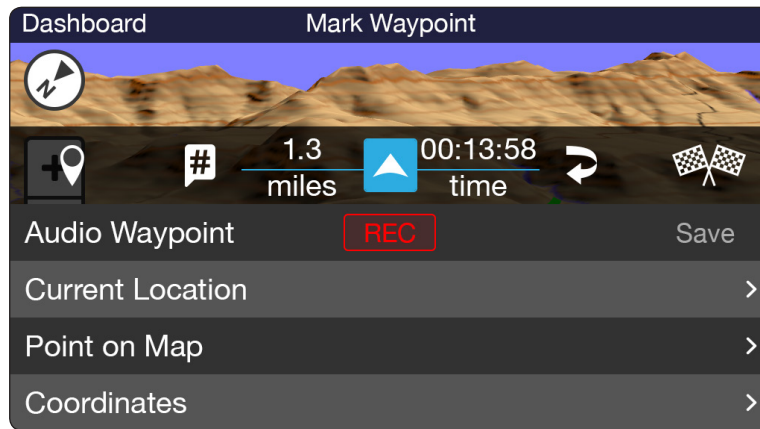 Dashboard Mark Waypoint
N
+ # 1.3 00:13:58
miles time
Audio Waypoint REC Save
Current Location
Point on Map
Coordinates